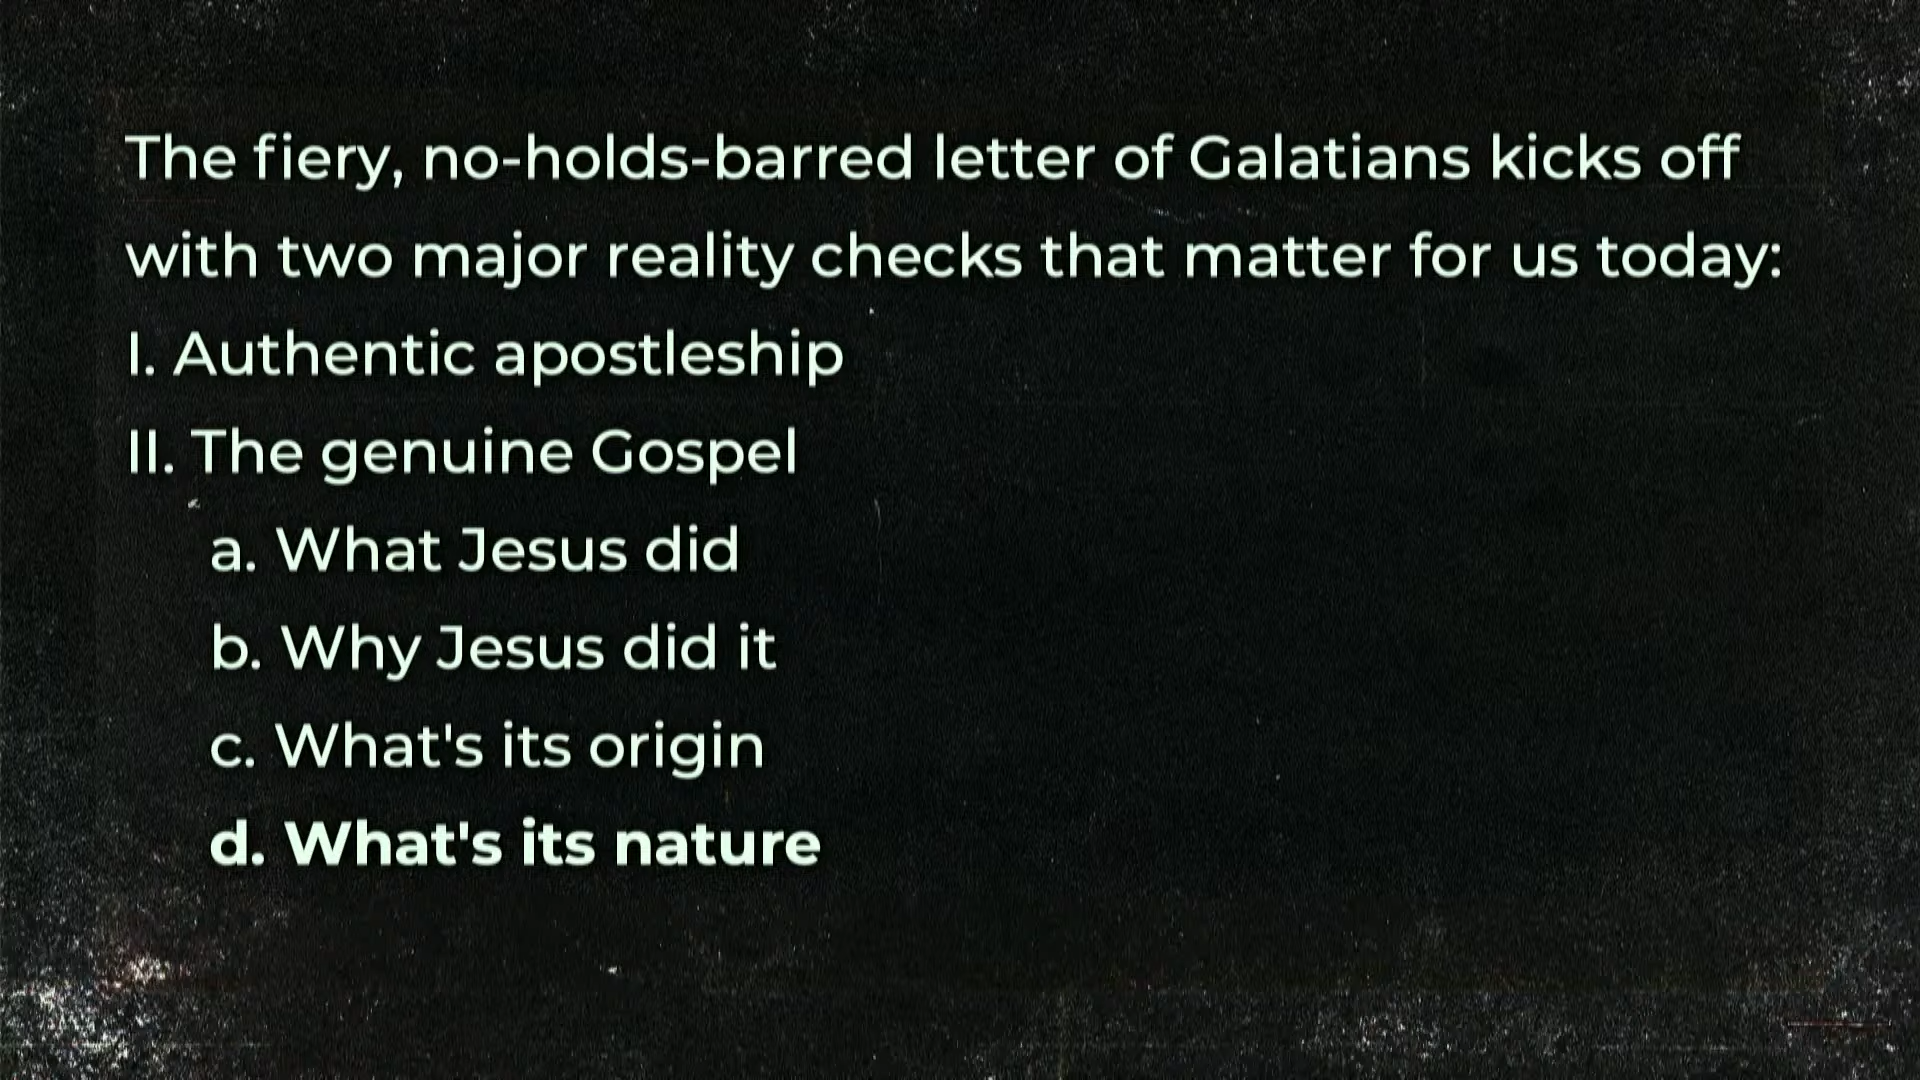 The fiery, no-holds-barred letter of Galatians kicks off
with two major reality checks that matter for us today:
I. Authentic apostleship
II. The genuine Gospel
a. What Jesus did
b. Why Jesus did it
c. What's its origin
d. What's its nature